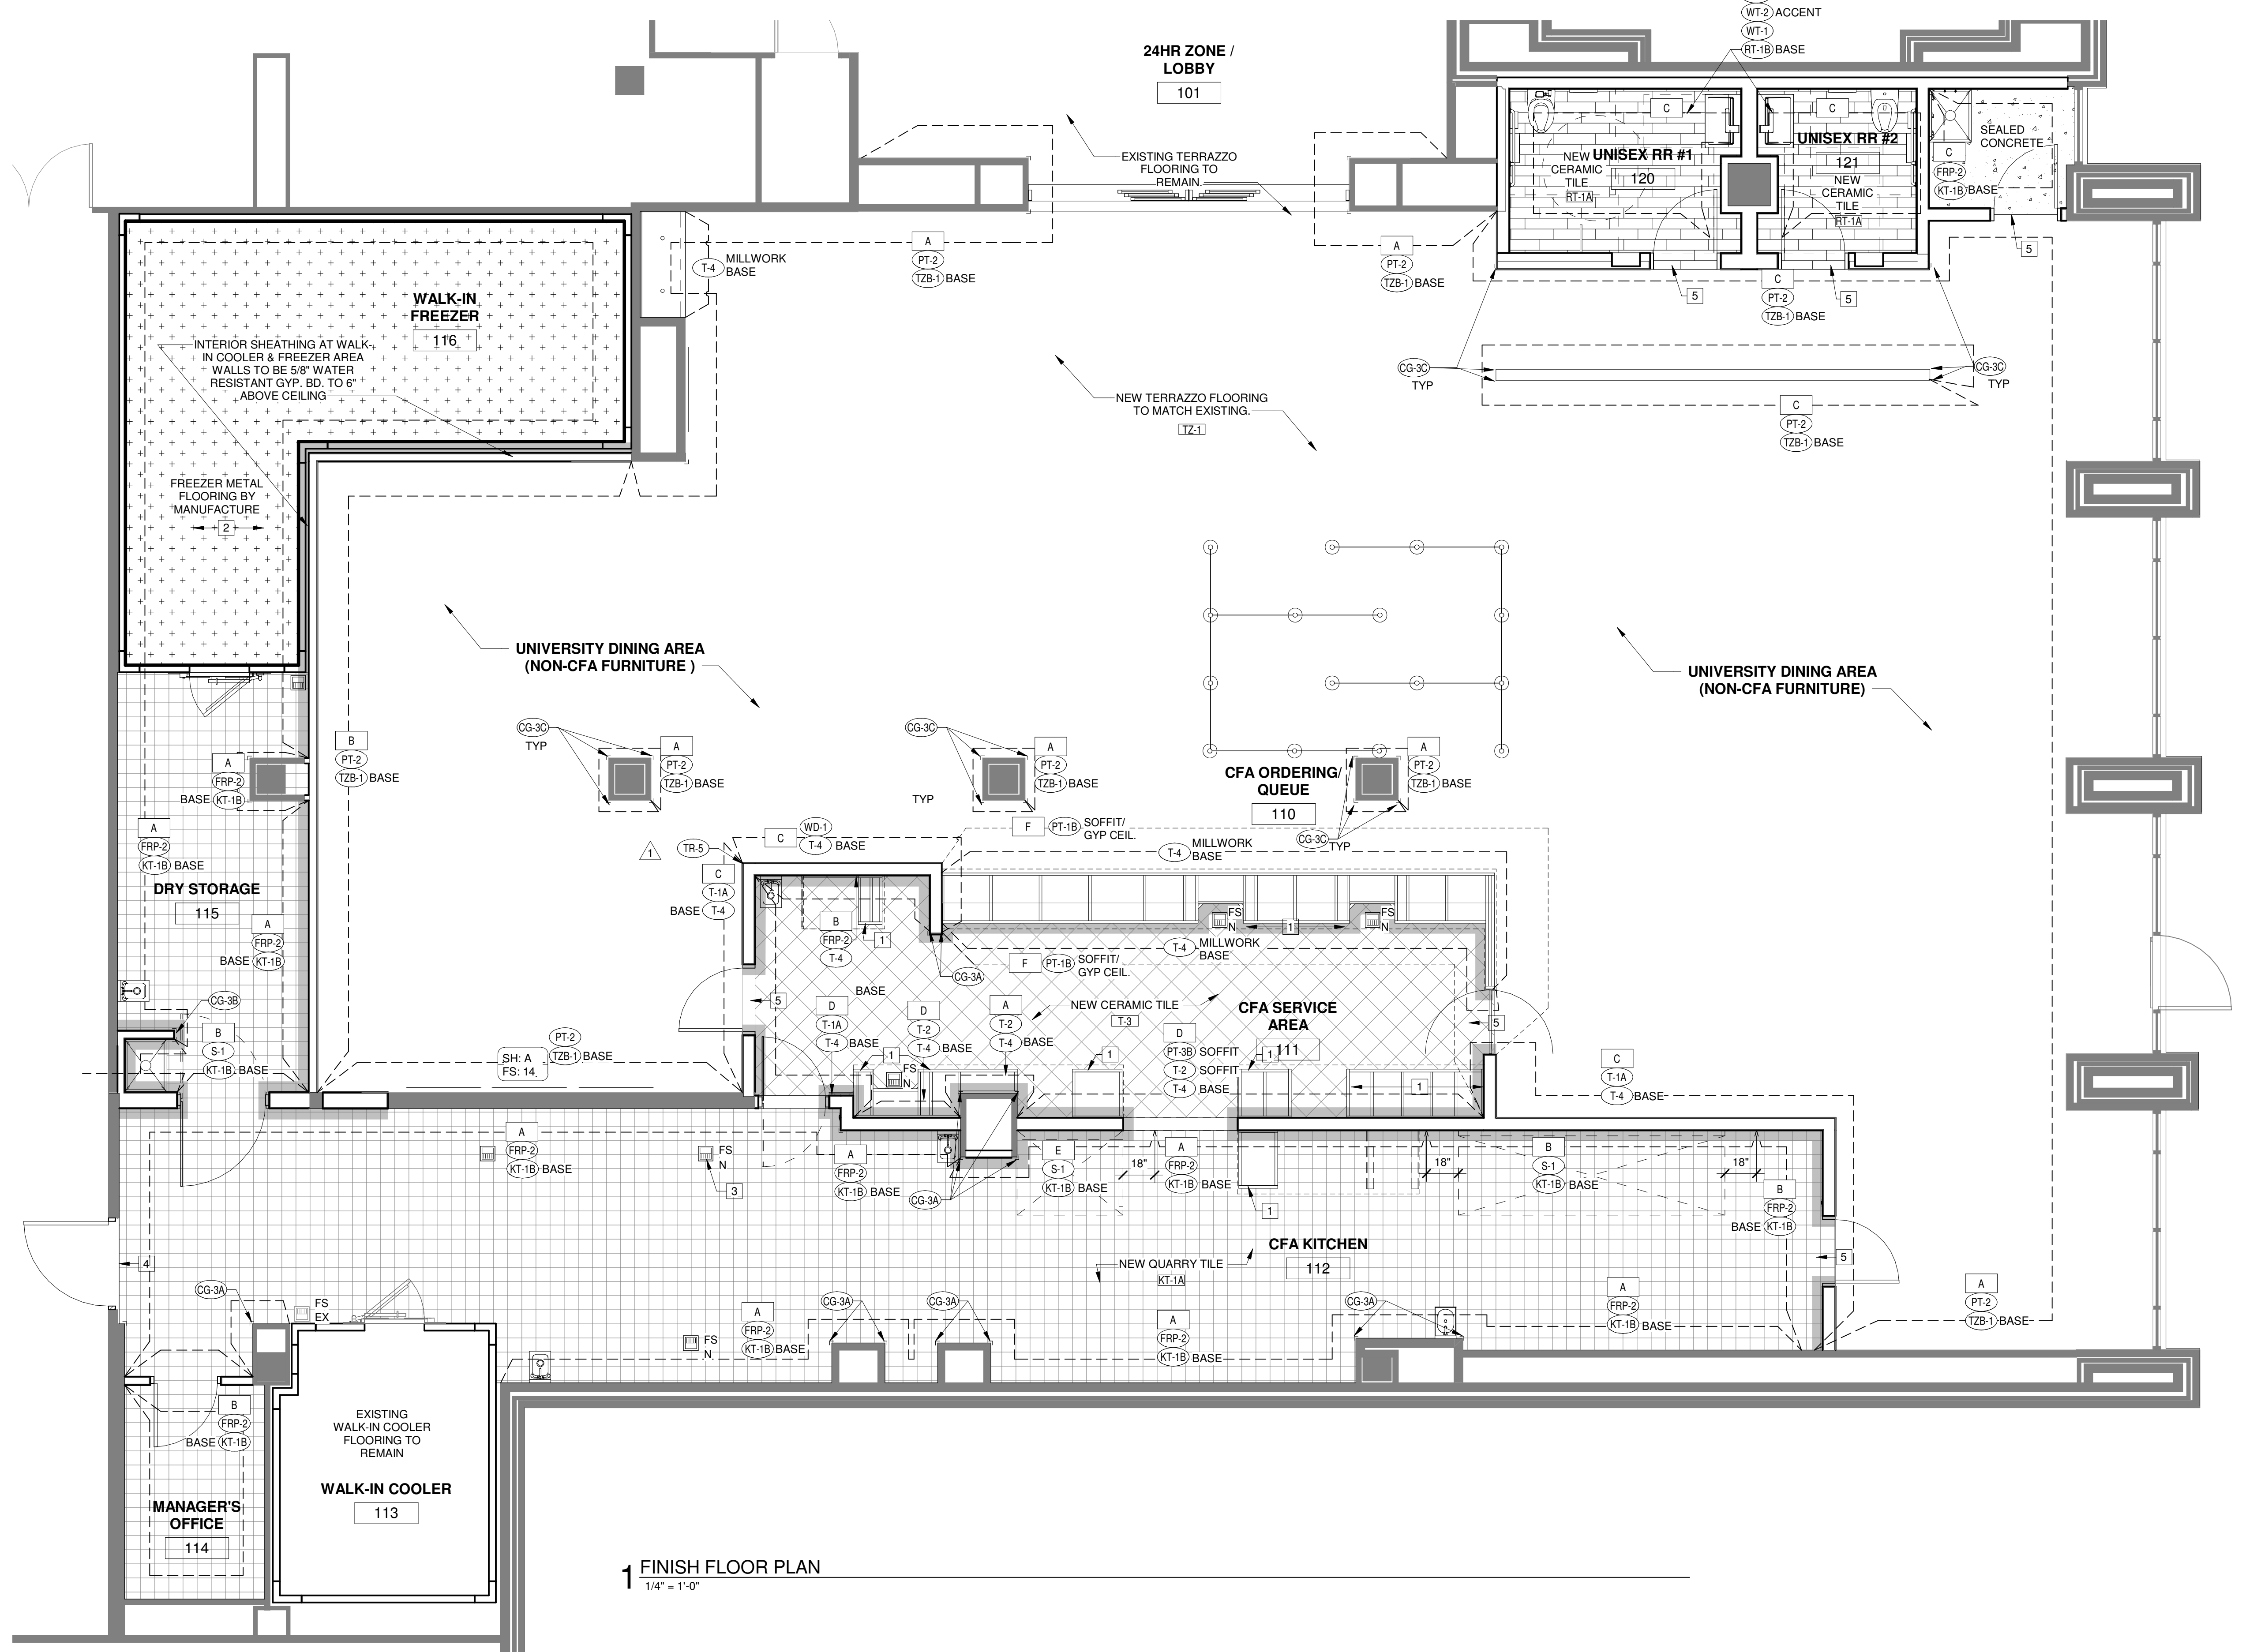 WT-2 ACCENT
WT-1
RT-1B BASE
24HR ZONE /
LOBBY
101
EXISTING TERRAZZO
FLOORING TO
REMAIN.
C
C
UNISEX RR #1
120
NEW
CERAMIC
TILE
RT-1A
UNISEX RR #2
121
NEW
CERAMIC
TILE
RT-1A
SEALED
CONCRETE
C
FRP-2
KT-1B BASE
5
T-4 MILLWORK
BASE
A
PT-2
TZB-1 BASE
A
PT-2
TZB-1 BASE
5
C
PT-2
TZB-1 BASE
5
WALK-IN
FREEZER
116
INTERIOR SHEATHING AT WALK-
IN COOLER & FREEZER AREA
WALLS TO BE 5/8" WATER
RESISTANT GYP. BD. TO 6"
ABOVE CEILING
CG-3C
TYP
CG-3C
TYP
C
PT-2
TZB-1 BASE
NEW TERRAZZO FLOORING
TO MATCH EXISTING.
TZ-1
FREEZER METAL
FLOORING BY
MANUFACTURE
2
UNIVERSITY DINING AREA
(NON-CFA FURNITURE )
UNIVERSITY DINING AREA
(NON-CFA FURNITURE)
B
PT-2
TZB-1 BASE
CG-3C
TYP
A
PT-2
TZB-1 BASE
CG-3C
TYP
A
PT-2
TZB-1 BASE
CFA ORDERING/
QUEUE
110
A
PT-2
TZB-1 BASE
CG-3C
TYP
A
FRP-2
BASE KT-1B
A
FRP-2
KT-1B BASE
DRY STORAGE
115
A
FRP-2
BASE KT-1B
CG-3B
B
S-1
KT-1B BASE
1
TR-5
C
WD-1
T-4 BASE
C
T-1A
BASE T-4
F
PT-1B
SOFFIT/
GYP CEIL.
T-4 MILLWORK
BASE
B
FRP-2
T-4
BASE
1
FS
N
1
FS
N
T-4 MILLWORK
BASE
CG-3A
F
PT-1B
SOFFIT/
GYP CEIL.
5
NEW CERAMIC TILE
T-3
CFA SERVICE
AREA
111
5
D
T-1A
T-4 BASE
D
T-2
T-4 BASE
A
T-2
T-4 BASE
1
FS
N
1
D
PT-3B SOFFIT
T-2 SOFFIT
T-4 BASE
1
1
SH: A
FS: 14.
PT-2
TZB-1 BASE
C
T-1A
T-4 BASE
A
FRP-2
KT-1B BASE
FS
N
3
A
FRP-2
KT-1B BASE
CG-3A
E
S-1
KT-1B BASE
18"
A
FRP-2
KT-1B BASE
1
18"
B
S-1
KT-1B BASE
18"
B
FRP-2
BASE KT-1B
CFA KITCHEN
112
NEW QUARRY TILE
KT-1A
4
5
CG-3A
FS
EX
FS
N
A
FRP-2
KT-1B BASE
CG-3A
CG-3A
A
FRP-2
KT-1B BASE
CG-3A
A
FRP-2
KT-1B BASE
A
PT-2
TZB-1 BASE
B
FRP-2
BASE KT-1B
EXISTING
WALK-IN COOLER
FLOORING TO
REMAIN
WALK-IN COOLER
113
MANAGER'S
OFFICE
114
1 FINISH FLOOR PLAN
1/4" = 1'-0"